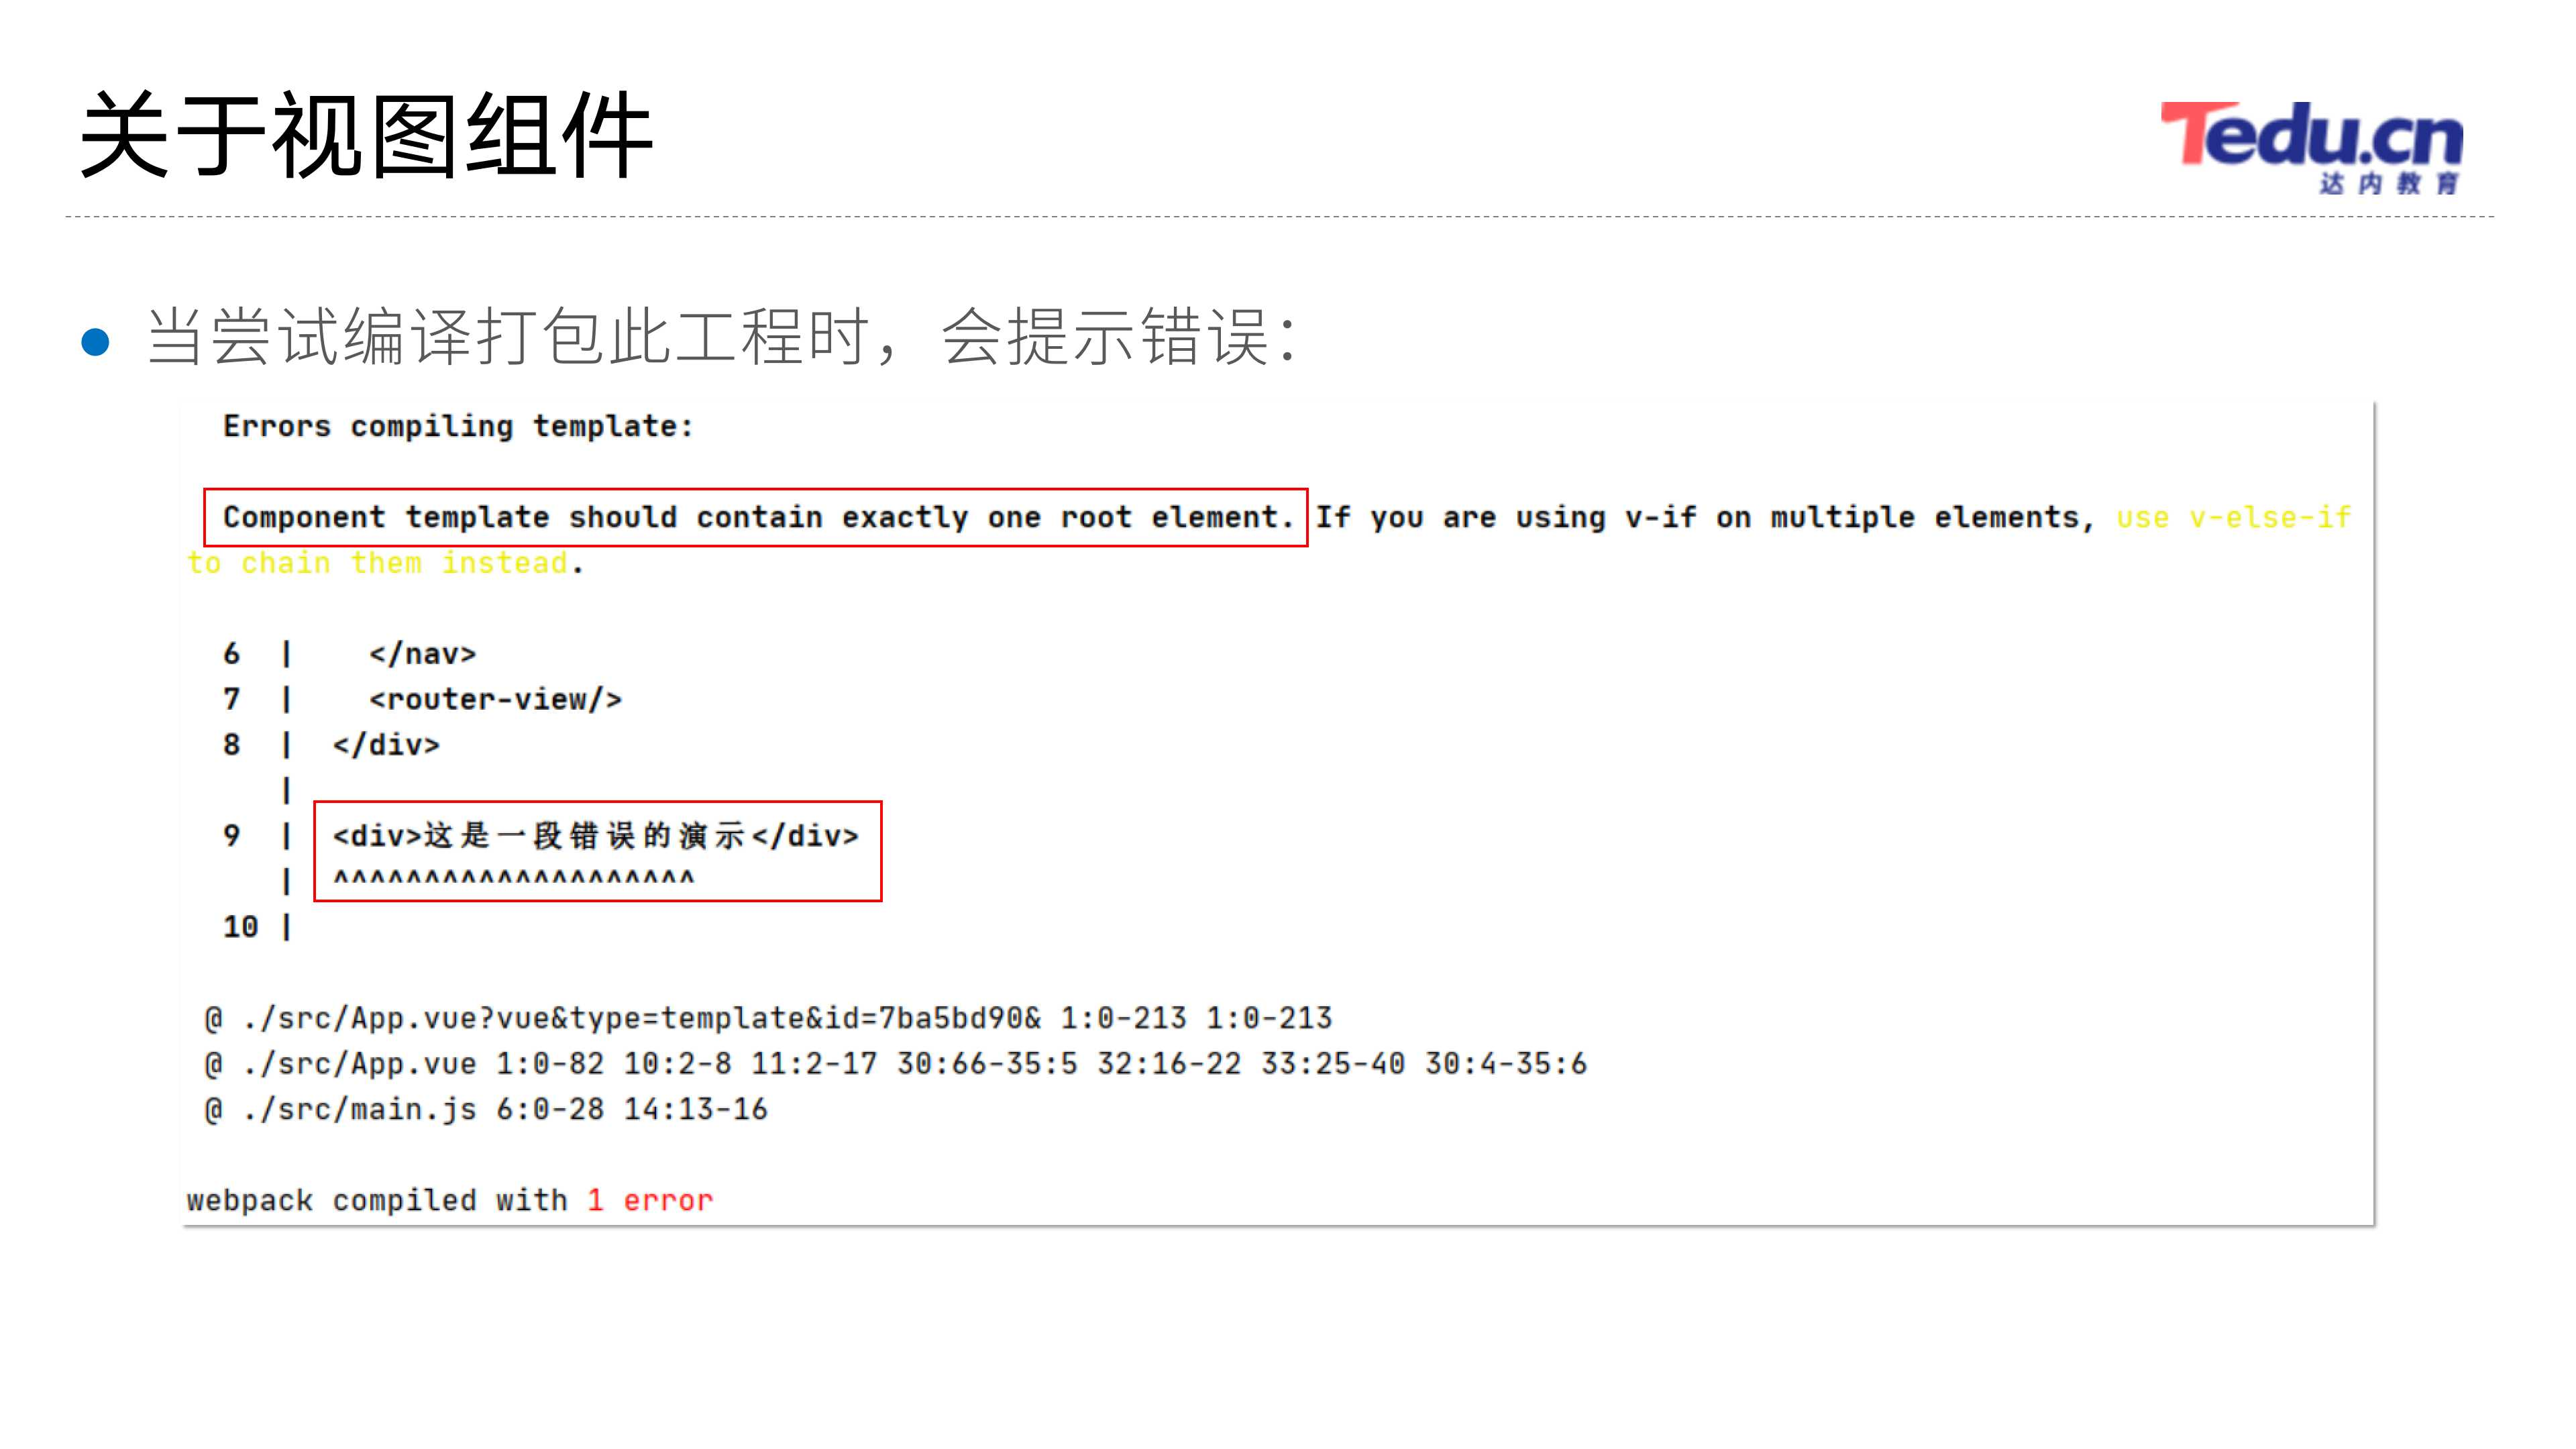 关于视图组件
Tedu.cn
达内教育
● 当尝试编译打包此工程时，会提示错误：
Errors compiling template:
Component template should contain exactly one root element. If you are using v-if on multiple elements, use v-else-if
to chain them instead.
6  |    </nav>
7  |    <router-view/>
8  |  </div>
   |
9  |  <div>这是一段错误的演示</div>
   |  ^^^^^^^^^^^^^^^^^^^^
10 |
@ ./src/App.vue?vue&type=template&id=7ba5bd90& 1:0-213 1:0-213
@ ./src/App.vue 1:0-82 10:2-8 11:2-17 30:66-35:5 32:16-22 33:25-40 30:4-35:6
@ ./src/main.js 6:0-28 14:13-16
webpack compiled with 1 error